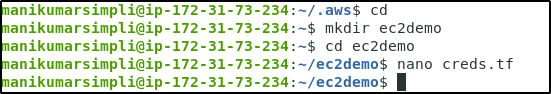 manikumarsimpli@ip-172-31-73-234:~/.aws$ cd
manikumarsimpli@ip-172-31-73-234:~$ mkdir ec2demo
manikumarsimpli@ip-172-31-73-234:~$ cd ec2demo
manikumarsimpli@ip-172-31-73-234:~/ec2demo$ nano creds.tf
manikumarsimpli@ip-172-31-73-234:~/ec2demo$